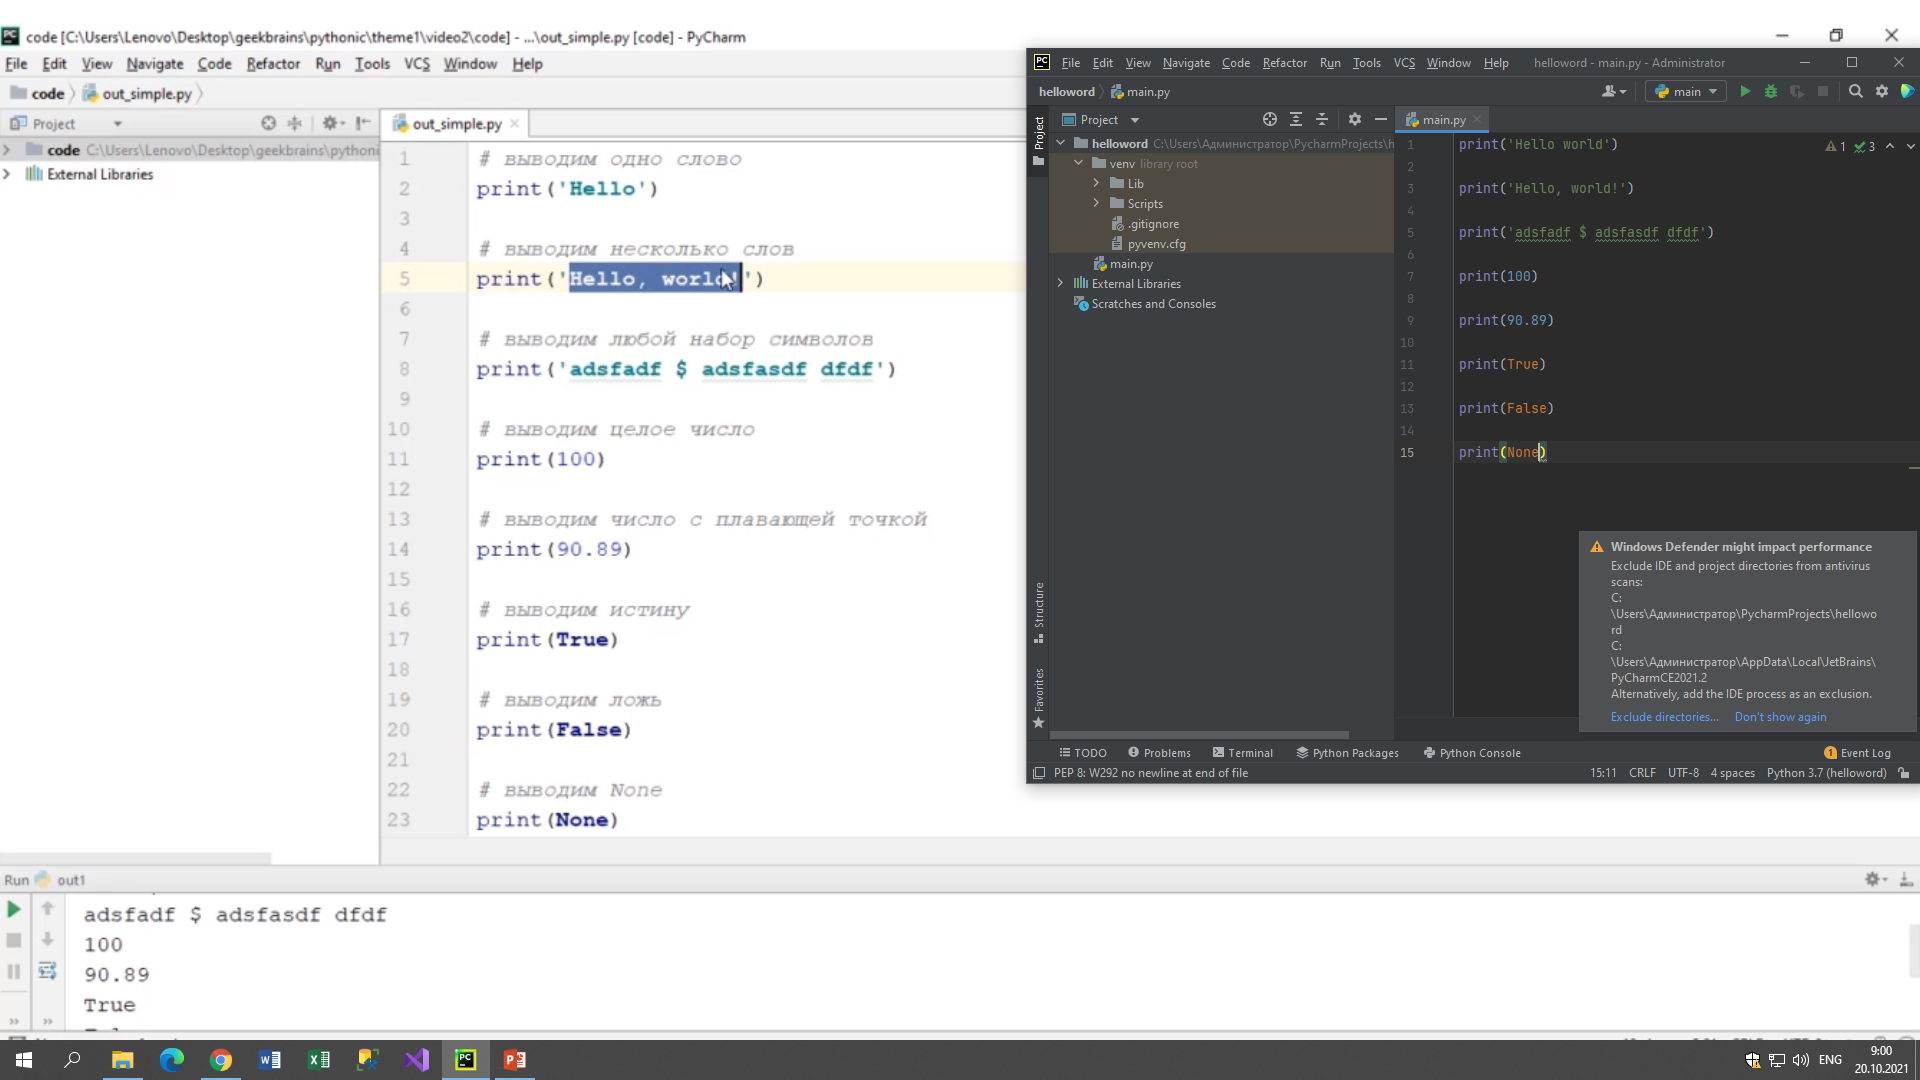 code [C:\Users\Lenovo\Desktop\geekbrains\pythonic\theme1\video2\code] - ...\out_simple.py [code] - PyCharm
File Edit View Navigate Code Refactor Run Tools VCS Window Help
code out_simple.py
Project
code C:\Users\Lenovo\Desktop\geekbrains\pythoni
External Libraries
out_simple.py
1 # выводим одно слово
2 print('Hello')
3
4 # выводим несколько слов
5 print('Hello, world!')
6
7 # выводим любой набор символов
8 print('adsfadf $ adsfasdf dfdf')
9
10 # выводим целое число
11 print(100)
12
13 # выводим число с плавающей точкой
14 print(90.89)
15
16 # выводим истину
17 print(True)
18
19 # выводим ложь
20 print(False)
21
22 # выводим None
23 print(None)
Run out1
adsfadf $ adsfasdf dfdf
100
90.89
True
File Edit View Navigate Code Refactor Run Tools VCS Window Help helloword - main.py - Administrator
helloword main.py
main
Project
Project
helloword C:\Users\Администратор\PycharmProjects\h
venv library root
Lib
Scripts
.gitignore
pyvenv.cfg
main.py
External Libraries
Scratches and Consoles
Structure
Favorites
main.py
1 print('Hello world')
2
3 print('Hello, world!')
4
5 print('adsfadf $ adsfasdf dfdf')
6
7 print(100)
8
9 print(90.89)
10
11 print(True)
12
13 print(False)
14
15 print(None)
1 3
Windows Defender might impact performance
Exclude IDE and project directories from antivirus
scans:
C:
\Users\Администратор\PycharmProjects\hellowo
rd
C:
\Users\Администратор\AppData\Local\JetBrains\
PyCharmCE2021.2
Alternatively, add the IDE process as an exclusion.
Exclude directories... Don't show again
TODO Problems Terminal Python Packages Python Console 1 Event Log
PEP 8: W292 no newline at end of file 15:11 CRLF UTF-8 4 spaces Python 3.7 (helloword)
ENG
9:00
20.10.2021